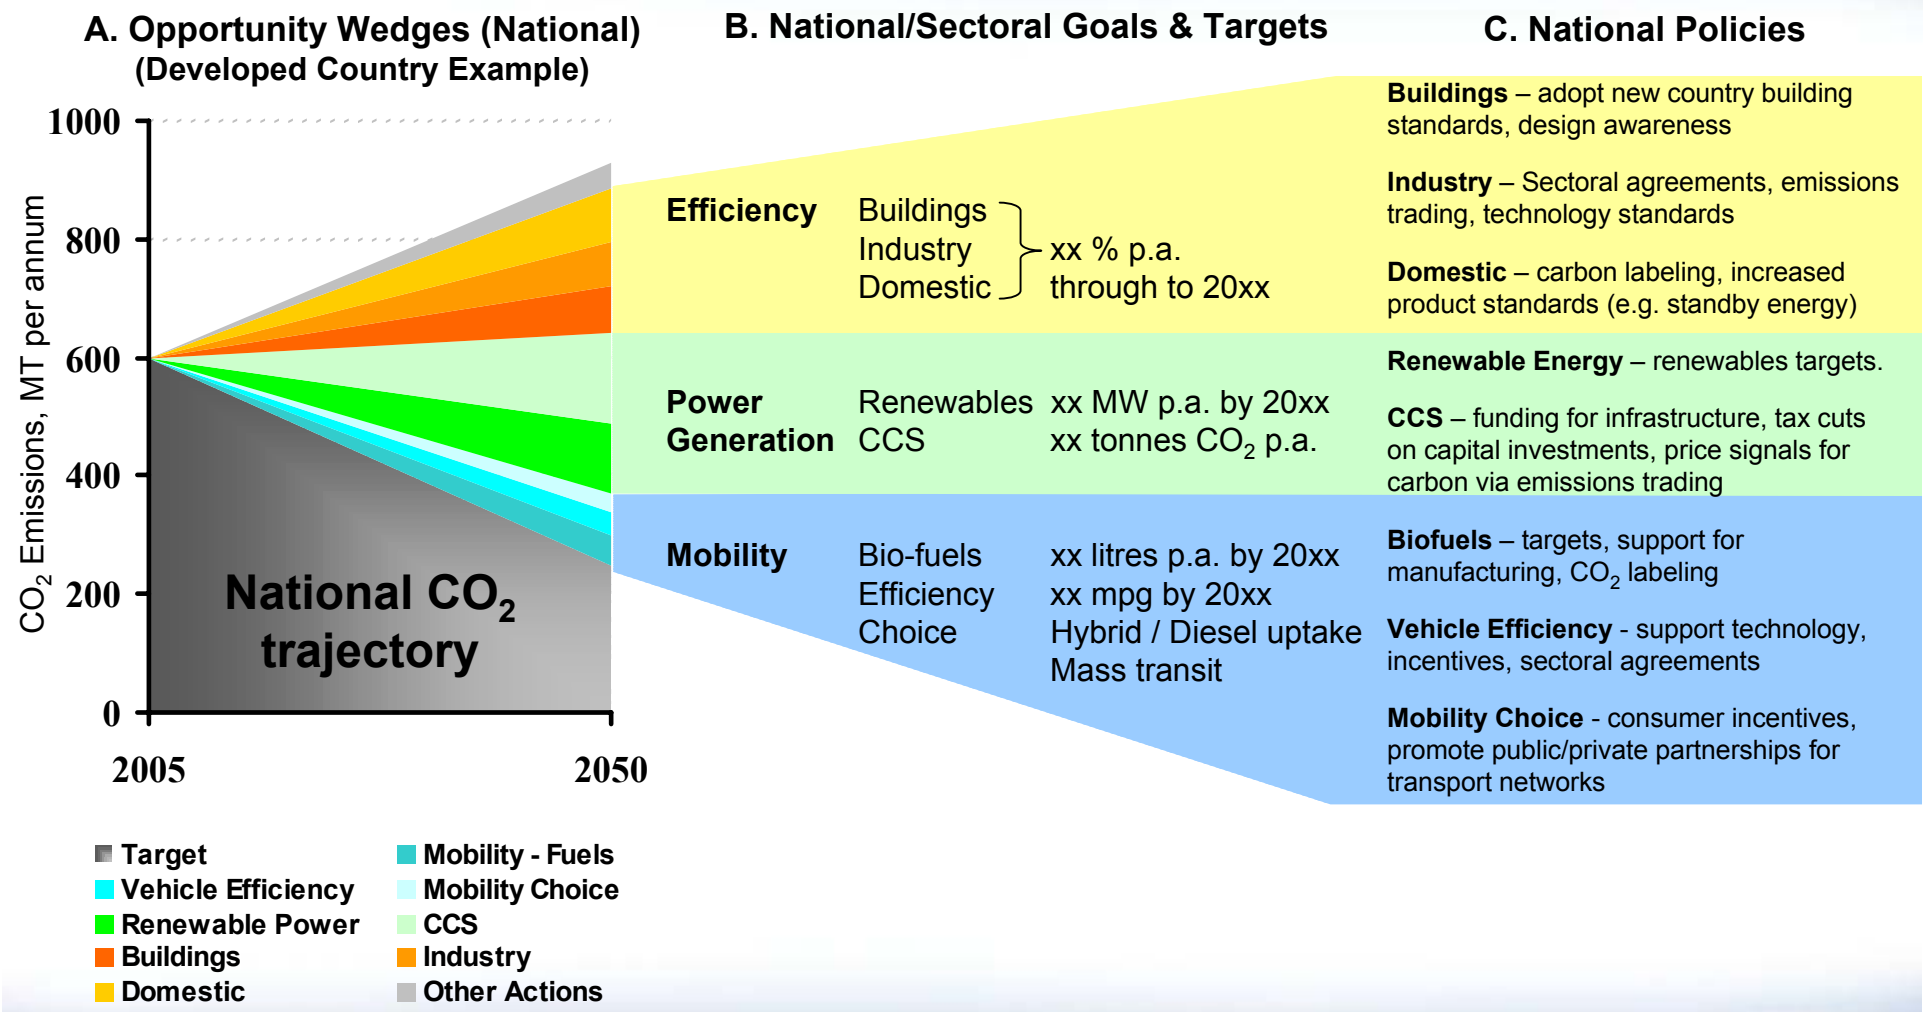 A. Opportunity Wedges (National)
(Developed Country Example)
1000
800
600
400
200
0
CO₂ Emissions, MT per annum
National CO₂
trajectory
2005
2050
Target
Mobility - Fuels
Vehicle Efficiency
Mobility Choice
Renewable Power
CCS
Buildings
Industry
Domestic
Other Actions
B. National/Sectoral Goals & Targets
Efficiency Buildings
Industry xx % p.a.
Domestic through to 20xx
Power Renewables xx MW p.a. by 20xx
Generation CCS xx tonnes CO₂ p.a.
Mobility Bio-fuels xx litres p.a. by 20xx
Efficiency xx mpg by 20xx
Choice Hybrid / Diesel uptake
Mass transit
C. National Policies
Buildings – adopt new country building
standards, design awareness
Industry – Sectoral agreements, emissions
trading, technology standards
Domestic – carbon labeling, increased
product standards (e.g. standby energy)
Renewable Energy – renewables targets.
CCS – funding for infrastructure, tax cuts
on capital investments, price signals for
carbon via emissions trading
Biofuels – targets, support for
manufacturing, CO₂ labeling
Vehicle Efficiency - support technology,
incentives, sectoral agreements
Mobility Choice - consumer incentives,
promote public/private partnerships for
transport networks